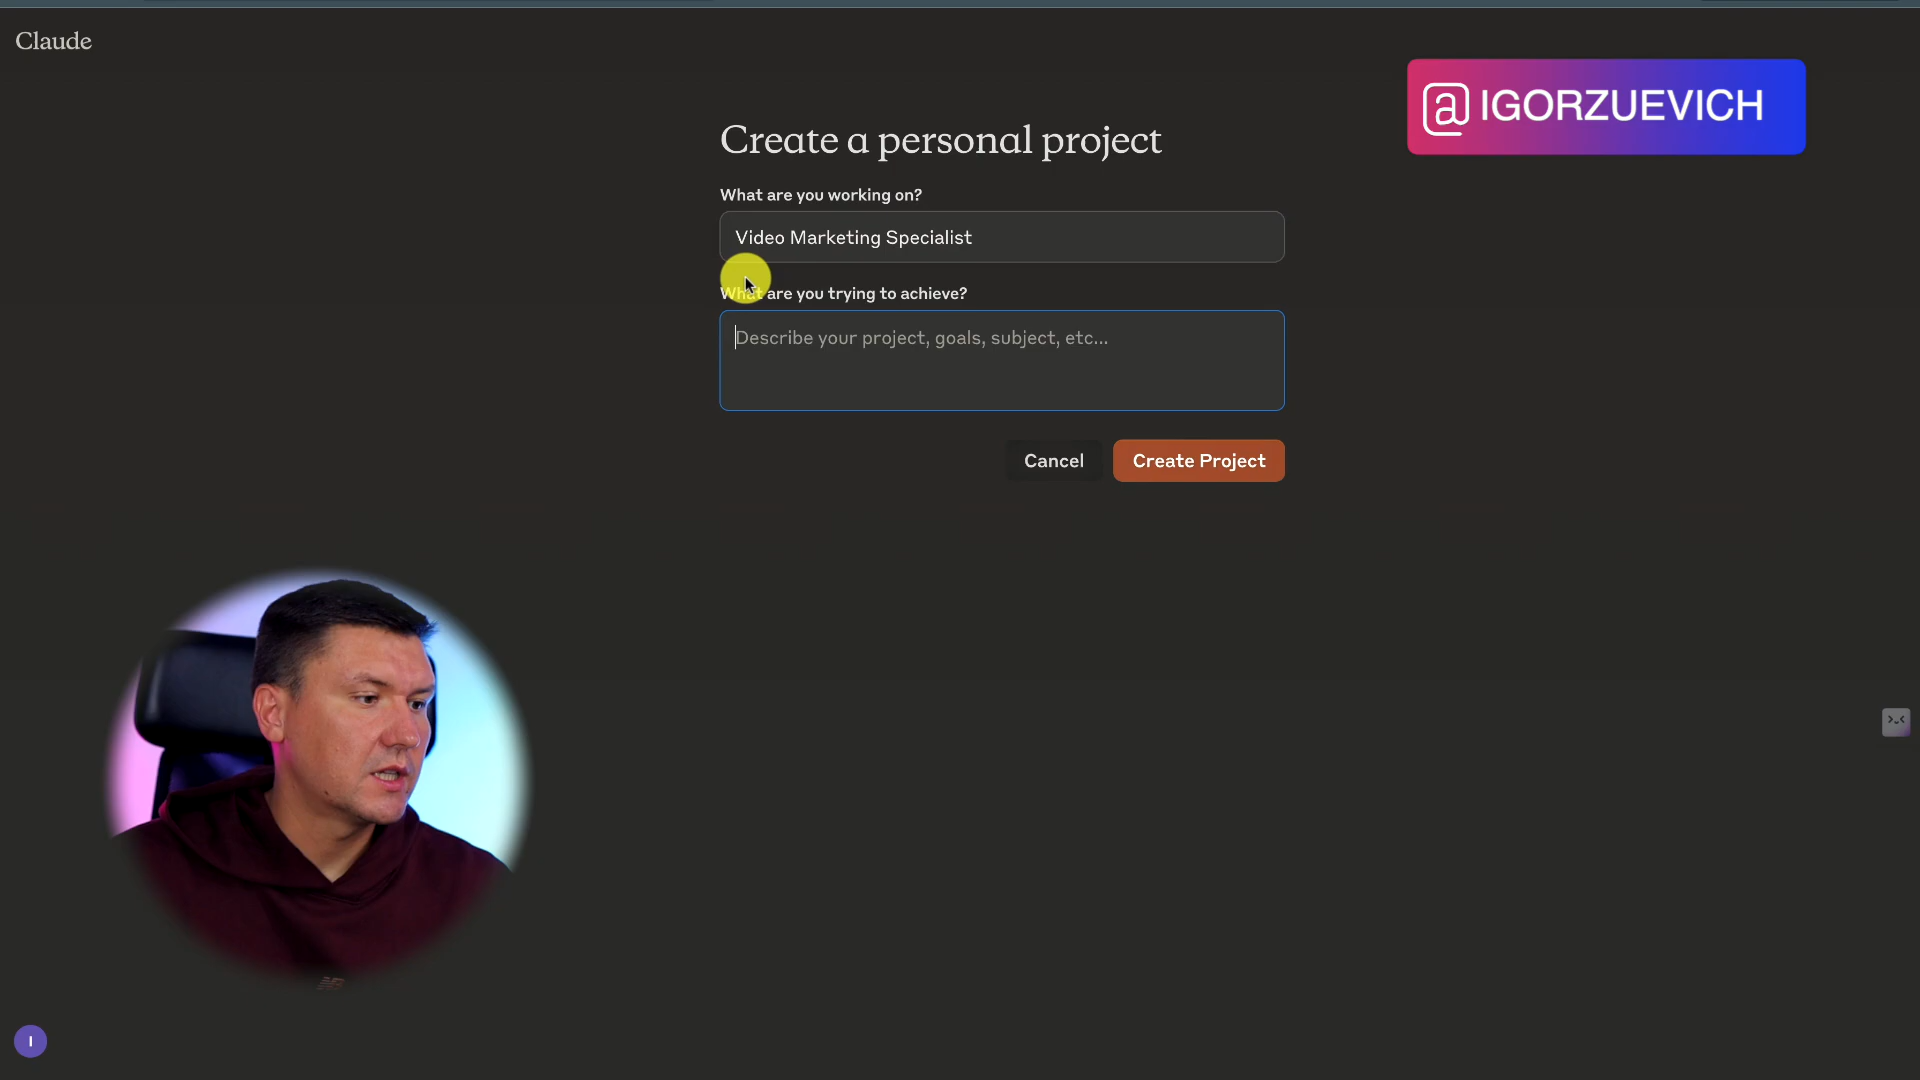 Claude
@IGORZUEVICH
Create a personal project
What are you working on?
Video Marketing Specialist
What are you trying to achieve?
Describe your project, goals, subject, etc...
Cancel
Create Project
I